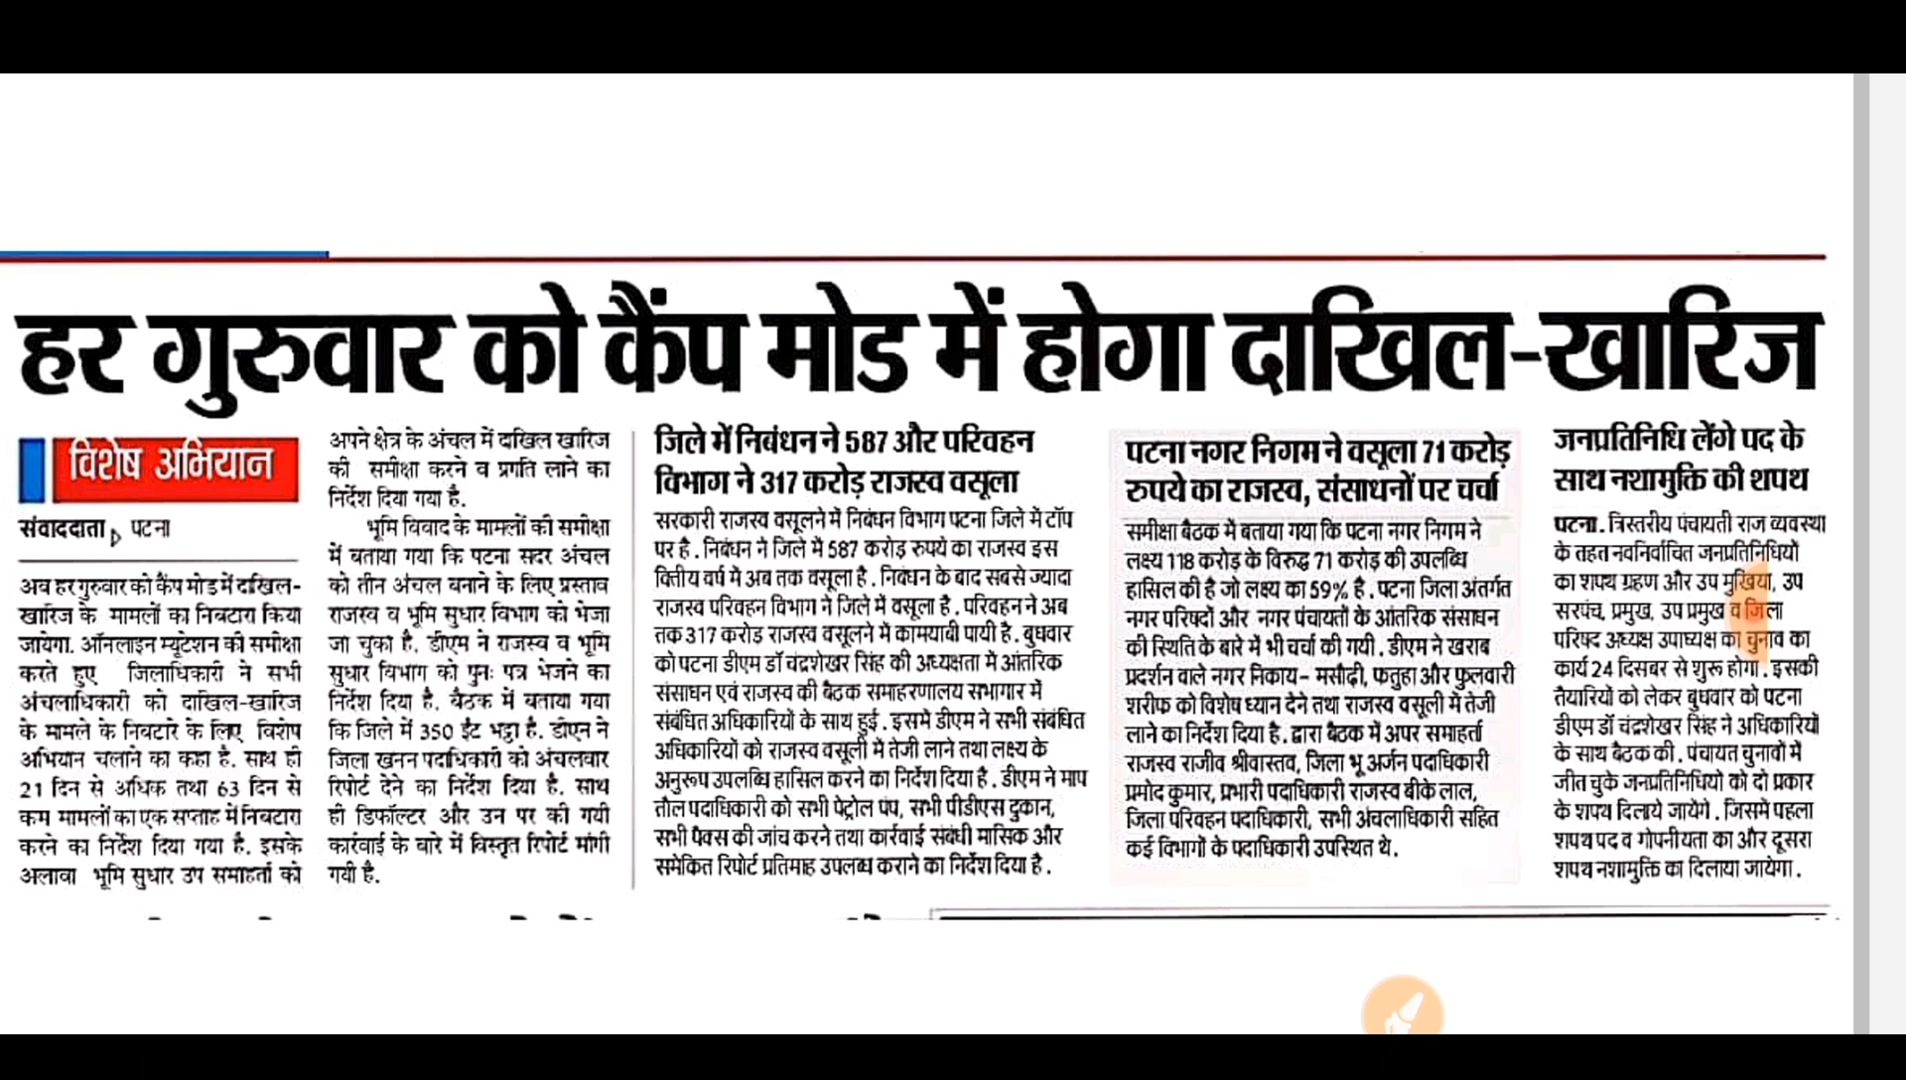 हर गुरुवार को कैंप मोड में होगा दाखिल-खारिज
विशेष अभियान
संवाददाता पटना
अब हर गुरुवार को कैंप मोड में दाखिल-
खारिज के मामलों का निबटारा किया
जायेगा. ऑनलाइन म्यूटेशन की समीक्षा
करते हुए जिलाधिकारी ने सभी
अंचलाधिकारी को दाखिल-खारिज
के मामले के निबटारे के लिए विशेष
अभियान चलाने का कहा है. साथ ही
21 दिन से अधिक तथा 63 दिन से
कम मामलों का एक सप्ताह में निबटारा
करने का निर्देश दिया गया है. इसके
अलावा भूमि सुधार उप समाहर्ता को
अपने क्षेत्र के अंचल में दाखिल खारिज
की समीक्षा करने व प्रगति लाने का
निर्देश दिया गया है.
भूमि विवाद के मामलों की समीक्षा
में बताया गया कि पटना सदर अंचल
को तीन अंचल बनाने के लिए प्रस्ताव
राजस्व व भूमि सुधार विभाग को भेजा
जा चुका है. डीएम ने राजस्व व भूमि
सुधार विभाग को पुनः पत्र भेजने का
निर्देश दिया है. बैठक में बताया गया
कि जिले में 350 ईंट भट्ठा है. डीएन ने
जिला खनन पदाधिकारी को अंचलवार
रिपोर्ट देने का निर्देश दिया है. साथ
ही डिफॉल्टर और उन पर की गयी
कार्रवाई के बारे में विस्तृत रिपोर्ट मांगी
गयी है.
जिले में निबंधन ने 587 और परिवहन
विभाग ने 317 करोड़ राजस्व वसूला
सरकारी राजस्व वसूलने में निबंधन विभाग पटना जिले में टॉप
पर है. निबंधन ने जिले में 587 करोड़ रुपये का राजस्व इस
वित्तीय वर्ष में अब तक वसूला है. निबंधन के बाद सबसे ज्यादा
राजस्व परिवहन विभाग ने जिले में वसूला है. परिवहन ने अब
तक 317 करोड़ राजस्व वसूलने में कामयाबी पायी है. बुधवार
को पटना डीएम डॉ चंद्रशेखर सिंह की अध्यक्षता में आंतरिक
संसाधन एवं राजस्व की बैठक समाहरणालय सभागार में
संबंधित अधिकारियों के साथ हुई. इसमें डीएम ने सभी संबंधित
अधिकारियों को राजस्व वसूली में तेजी लाने तथा लक्ष्य के
अनुरूप उपलब्धि हासिल करने का निर्देश दिया है. डीएम ने माप
तौल पदाधिकारी को सभी पेट्रोल पंप, सभी पीडीएस दुकान,
सभी पैक्स की जांच करने तथा कार्रवाई संबंधी मासिक और
समेकित रिपोर्ट प्रतिमाह उपलब्ध कराने का निर्देश दिया है.
पटना नगर निगम ने वसूला 71 करोड़
रुपये का राजस्व, संसाधनों पर चर्चा
समीक्षा बैठक में बताया गया कि पटना नगर निगम ने
लक्ष्य 118 करोड़ के विरुद्ध 71 करोड़ की उपलब्धि
हासिल की है जो लक्ष्य का 59% है. पटना जिला अंतर्गत
नगर परिषदों और नगर पंचायतों के आंतरिक संसाधन
की स्थिति के बारे में भी चर्चा की गयी. डीएम ने खराब
प्रदर्शन वाले नगर निकाय- मसौढ़ी, फतुहा और फुलवारी
शरीफ को विशेष ध्यान देने तथा राजस्व वसूली में तेजी
लाने का निर्देश दिया है. द्वारा बैठक में अपर समाहर्ता
राजस्व राजीव श्रीवास्तव, जिला भू अर्जन पदाधिकारी
प्रमोद कुमार, प्रभारी पदाधिकारी राजस्व बीके लाल,
जिला परिवहन पदाधिकारी, सभी अंचलाधिकारी सहित
कई विभागों के पदाधिकारी उपस्थित थे.
जनप्रतिनिधि लेंगे पद के
साथ नशामुक्ति की शपथ
पटना. त्रिस्तरीय पंचायती राज व्यवस्था
के तहत नवनिर्वाचित जनप्रतिनिधियों
का शपथ ग्रहण और उप मुखिया, उप
सरपंच, प्रमुख, उप प्रमुख व जिला
परिषद अध्यक्ष उपाध्यक्ष का चुनाव का
कार्य 24 दिसंबर से शुरू होगा. इसकी
तैयारियों को लेकर बुधवार को पटना
डीएम डॉ चंद्रशेखर सिंह ने अधिकारियों
के साथ बैठक की. पंचायत चुनावों में
जीत चुके जनप्रतिनिधियों को दो प्रकार
के शपथ दिलाये जायेंगे. जिसमें पहला
शपथ पद व गोपनीयता का और दूसरा
शपथ नशामुक्ति का दिलाया जायेगा.